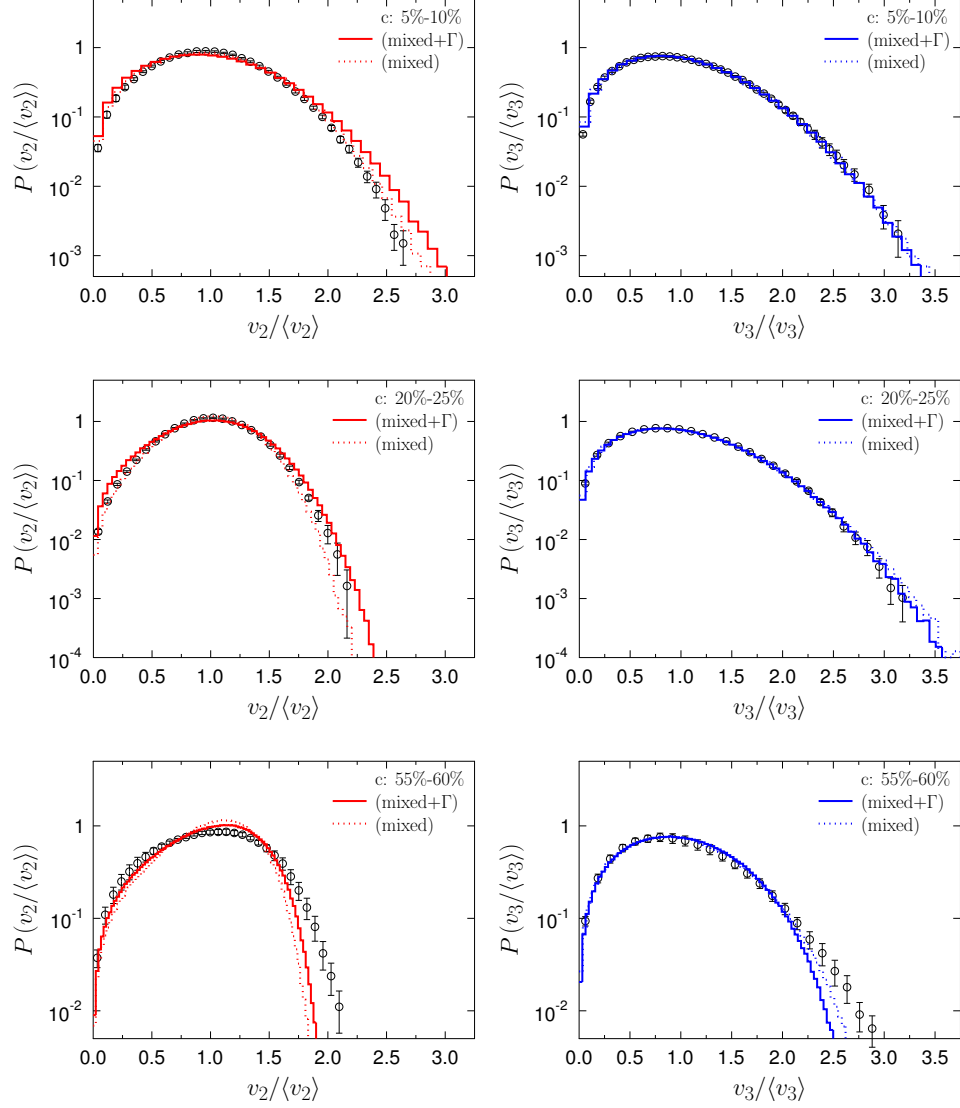 c: 5%-10%
(mixed+Γ)
(mixed)
1
10⁻¹
10⁻²
10⁻³
P (v₂/⟨v₂⟩)
0.0 0.5 1.0 1.5 2.0 2.5 3.0
v₂/⟨v₂⟩
c: 5%-10%
(mixed+Γ)
(mixed)
1
10⁻¹
10⁻²
10⁻³
P (v₃/⟨v₃⟩)
0.0 0.5 1.0 1.5 2.0 2.5 3.0 3.5
v₃/⟨v₃⟩
c: 20%-25%
(mixed+Γ)
(mixed)
1
10⁻¹
10⁻²
10⁻³
10⁻⁴
P (v₂/⟨v₂⟩)
0.0 0.5 1.0 1.5 2.0 2.5 3.0
v₂/⟨v₂⟩
c: 20%-25%
(mixed+Γ)
(mixed)
1
10⁻¹
10⁻²
10⁻³
10⁻⁴
P (v₃/⟨v₃⟩)
0.0 0.5 1.0 1.5 2.0 2.5 3.0 3.5
v₃/⟨v₃⟩
c: 55%-60%
(mixed+Γ)
(mixed)
1
10⁻¹
10⁻²
P (v₂/⟨v₂⟩)
0.0 0.5 1.0 1.5 2.0 2.5 3.0
v₂/⟨v₂⟩
c: 55%-60%
(mixed+Γ)
(mixed)
1
10⁻¹
10⁻²
P (v₃/⟨v₃⟩)
0.0 0.5 1.0 1.5 2.0 2.5 3.0 3.5
v₃/⟨v₃⟩